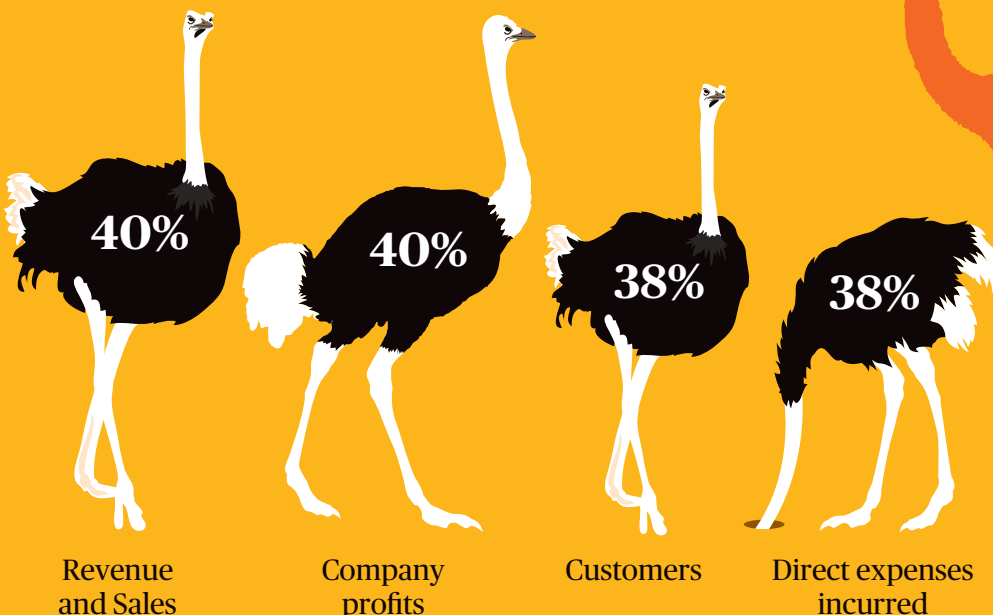 40%
40%
38%
38%
Revenue
and Sales
Company
profits
Customers
Direct expenses
incurred